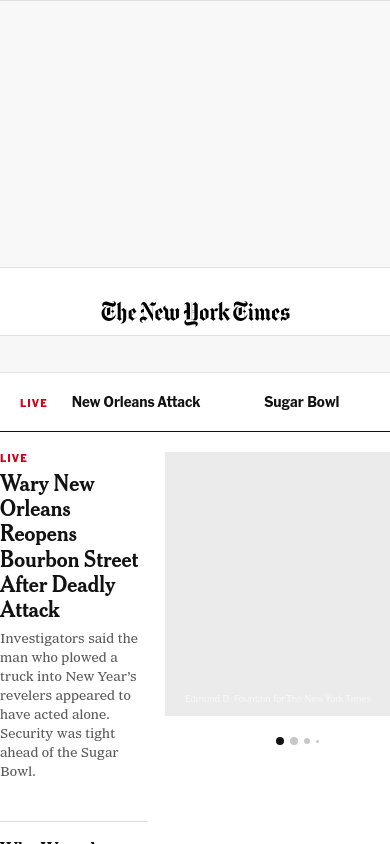 The New York Times
LIVE New Orleans Attack Sugar Bowl
LIVE
Wary New
Orleans
Reopens
Bourbon Street
After Deadly
Attack
Investigators said the
man who plowed a
truck into New Year’s
revelers appeared to
have acted alone.
Security was tight
ahead of the Sugar
Bowl.
Edmund D. Fountain for The New York Times